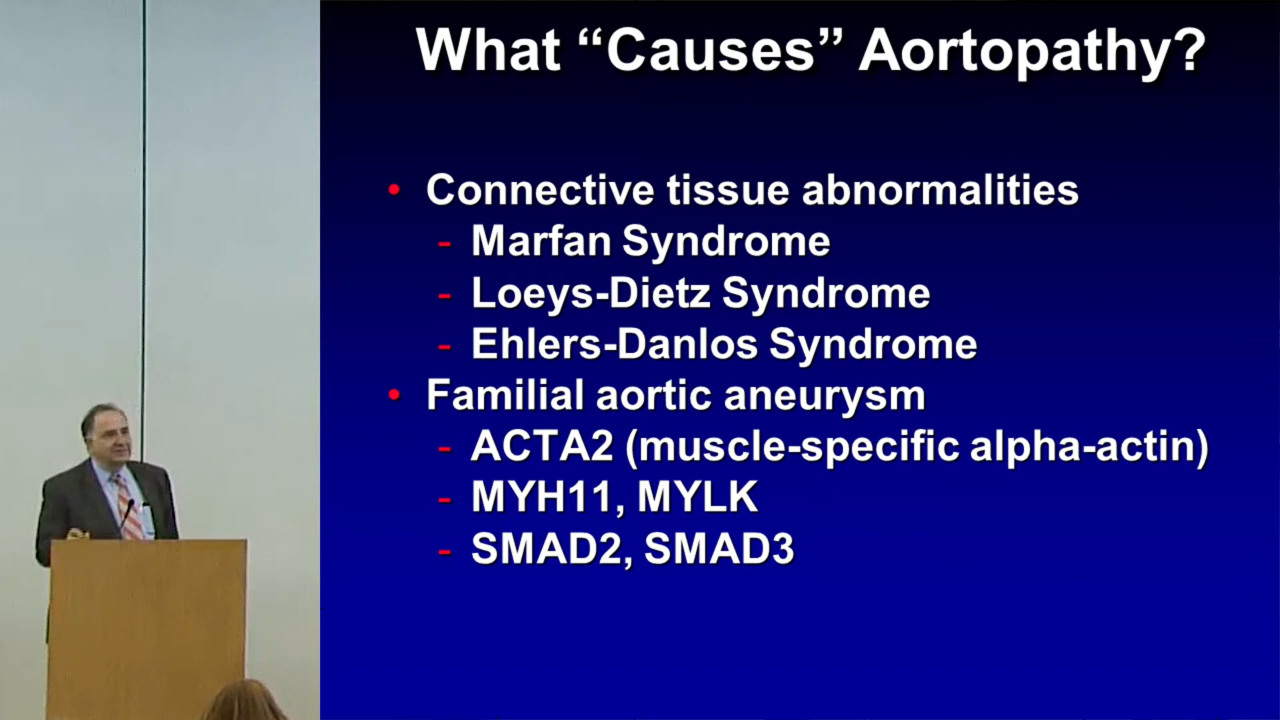 What “Causes” Aortopathy?
• Connective tissue abnormalities
- Marfan Syndrome
- Loeys-Dietz Syndrome
- Ehlers-Danlos Syndrome
• Familial aortic aneurysm
- ACTA2 (muscle-specific alpha-actin)
- MYH11, MYLK
- SMAD2, SMAD3